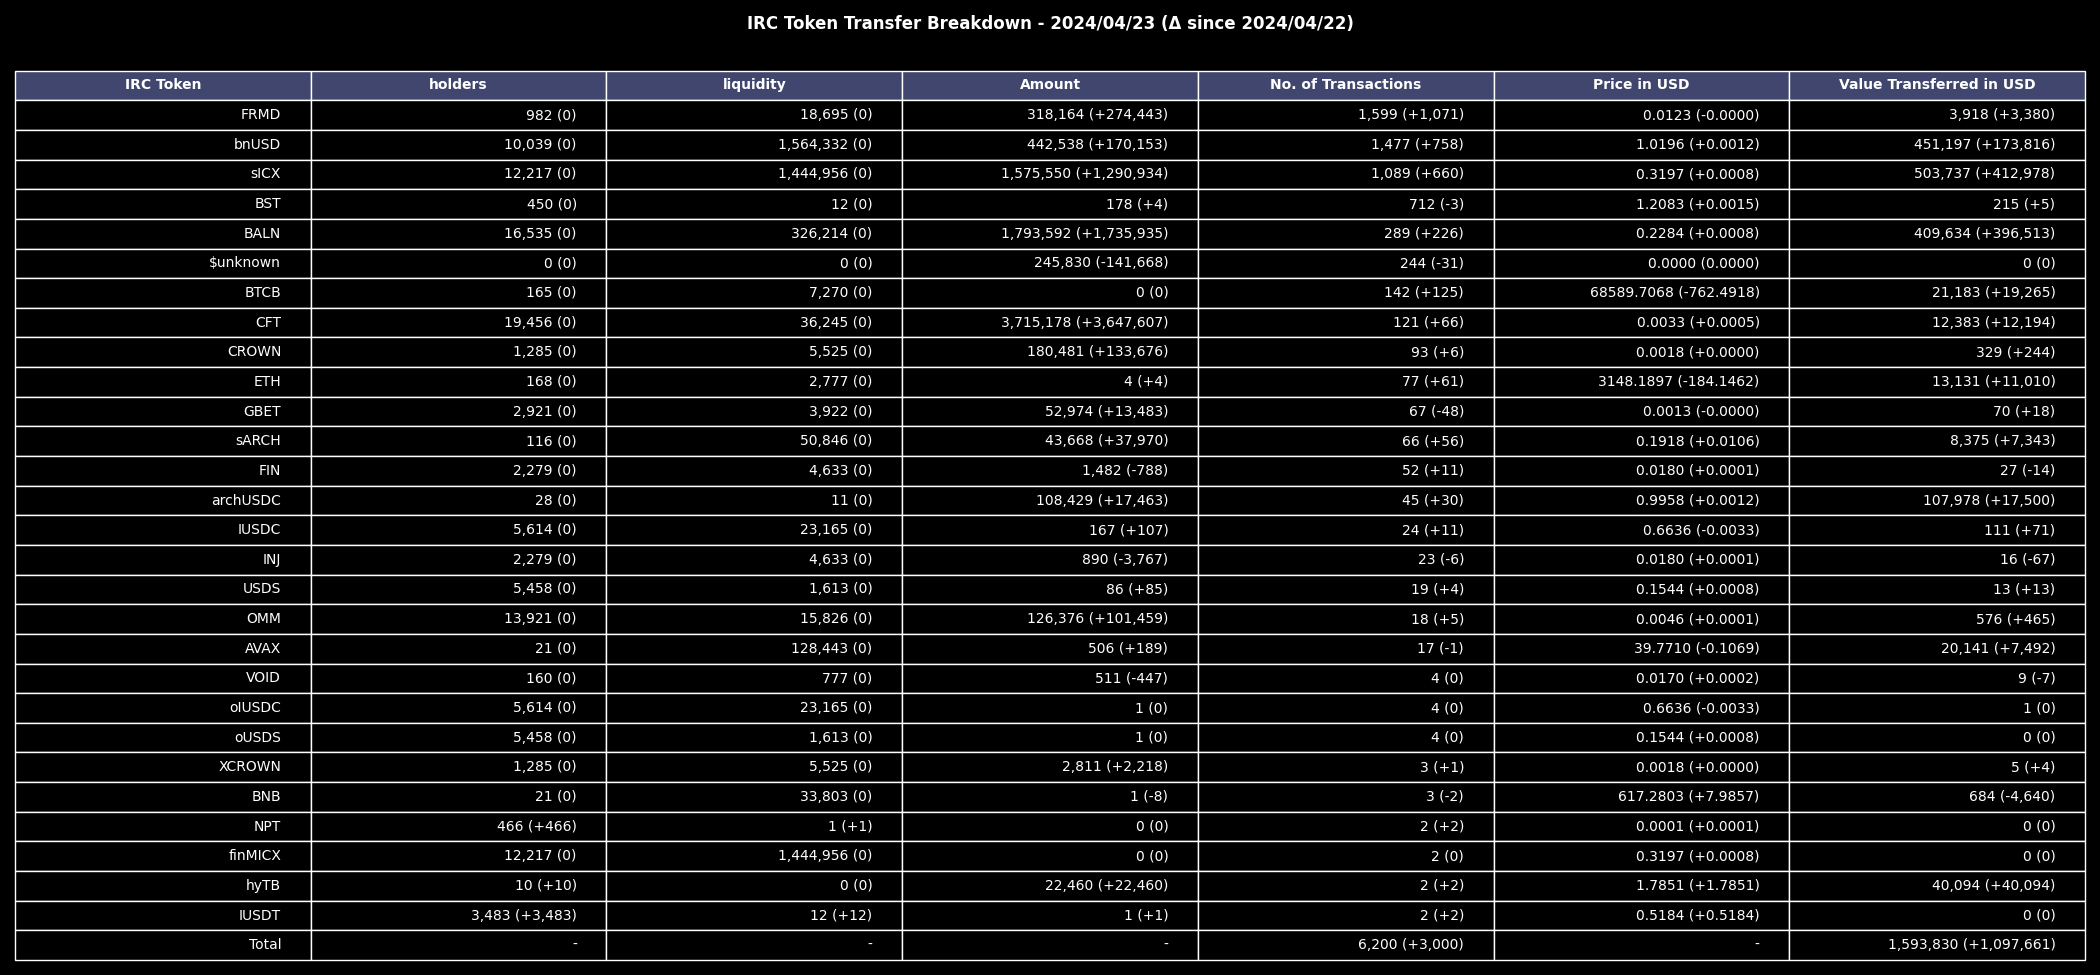 IRC Token Transfer Breakdown - 2024/04/23 (Δ since 2024/04/22)
IRC Token holders liquidity Amount No. of Transactions Price in USD Value Transferred in USD
FRMD 982 (0) 18,695 (0) 318,164 (+274,443) 1,599 (+1,071) 0.0123 (-0.0000) 3,918 (+3,380)
bnUSD 10,039 (0) 1,564,332 (0) 442,538 (+170,153) 1,477 (+758) 1.0196 (+0.0012) 451,197 (+173,816)
sICX 12,217 (0) 1,444,956 (0) 1,575,550 (+1,290,934) 1,089 (+660) 0.3197 (+0.0008) 503,737 (+412,978)
BST 450 (0) 12 (0) 178 (+4) 712 (-3) 1.2083 (+0.0015) 215 (+5)
BALN 16,535 (0) 326,214 (0) 1,793,592 (+1,735,935) 289 (+226) 0.2284 (+0.0008) 409,634 (+396,513)
$unknown 0 (0) 0 (0) 245,830 (-141,668) 244 (-31) 0.0000 (0.0000) 0 (0)
BTCB 165 (0) 7,270 (0) 0 (0) 142 (+125) 68589.7068 (-762.4918) 21,183 (+19,265)
CFT 19,456 (0) 36,245 (0) 3,715,178 (+3,647,607) 121 (+66) 0.0033 (+0.0005) 12,383 (+12,194)
CROWN 1,285 (0) 5,525 (0) 180,481 (+133,676) 93 (+6) 0.0018 (+0.0000) 329 (+244)
ETH 168 (0) 2,777 (0) 4 (+4) 77 (+61) 3148.1897 (-184.1462) 13,131 (+11,010)
GBET 2,921 (0) 3,922 (0) 52,974 (+13,483) 67 (-48) 0.0013 (-0.0000) 70 (+18)
sARCH 116 (0) 50,846 (0) 43,668 (+37,970) 66 (+56) 0.1918 (+0.0106) 8,375 (+7,343)
FIN 2,279 (0) 4,633 (0) 1,482 (-788) 52 (+11) 0.0180 (+0.0001) 27 (-14)
archUSDC 28 (0) 11 (0) 108,429 (+17,463) 45 (+30) 0.9958 (+0.0012) 107,978 (+17,500)
IUSDC 5,614 (0) 23,165 (0) 167 (+107) 24 (+11) 0.6636 (-0.0033) 111 (+71)
INJ 2,279 (0) 4,633 (0) 890 (-3,767) 23 (-6) 0.0180 (+0.0001) 16 (-67)
USDS 5,458 (0) 1,613 (0) 86 (+85) 19 (+4) 0.1544 (+0.0008) 13 (+13)
OMM 13,921 (0) 15,826 (0) 126,376 (+101,459) 18 (+5) 0.0046 (+0.0001) 576 (+465)
AVAX 21 (0) 128,443 (0) 506 (+189) 17 (-1) 39.7710 (-0.1069) 20,141 (+7,492)
VOID 160 (0) 777 (0) 511 (-447) 4 (0) 0.0170 (+0.0002) 9 (-7)
oIUSDC 5,614 (0) 23,165 (0) 1 (0) 4 (0) 0.6636 (-0.0033) 1 (0)
oUSDS 5,458 (0) 1,613 (0) 1 (0) 4 (0) 0.1544 (+0.0008) 0 (0)
XCROWN 1,285 (0) 5,525 (0) 2,811 (+2,218) 3 (+1) 0.0018 (+0.0000) 5 (+4)
BNB 21 (0) 33,803 (0) 1 (-8) 3 (-2) 617.2803 (+7.9857) 684 (-4,640)
NPT 466 (+466) 1 (+1) 0 (0) 2 (+2) 0.0001 (+0.0001) 0 (0)
finMICX 12,217 (0) 1,444,956 (0) 0 (0) 2 (0) 0.3197 (+0.0008) 0 (0)
hyTB 10 (+10) 0 (0) 22,460 (+22,460) 2 (+2) 1.7851 (+1.7851) 40,094 (+40,094)
IUSDT 3,483 (+3,483) 12 (+12) 1 (+1) 2 (+2) 0.5184 (+0.5184) 0 (0)
Total - - - 6,200 (+3,000) - 1,593,830 (+1,097,661)